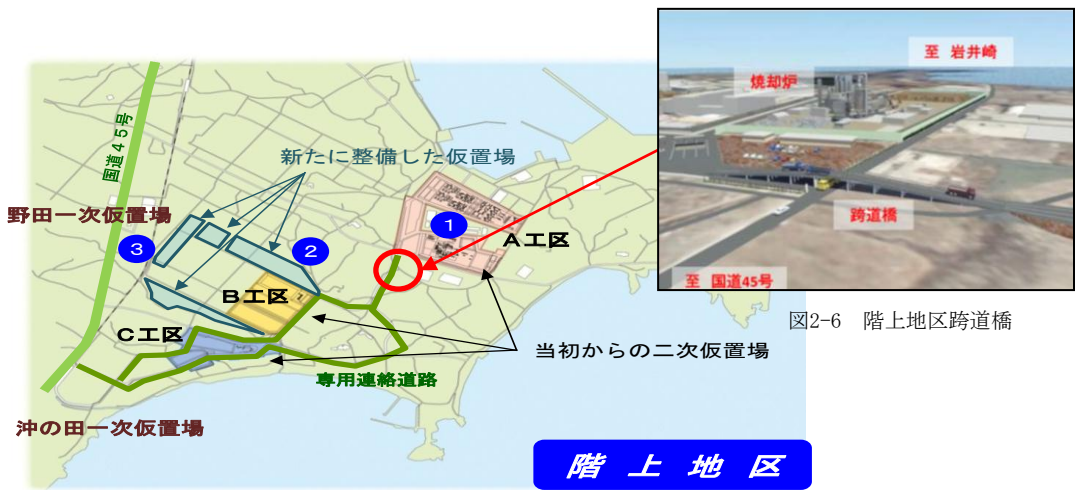 至 岩井崎
焼却炉
跨道橋
至 国道45号
図2-6 階上地区跨道橋
国道45号
新たに整備した仮置場
野田一次仮置場
1
A工区
3
2
B工区
C工区
当初からの二次仮置場
専用連絡道路
沖の田一次仮置場
階上地区